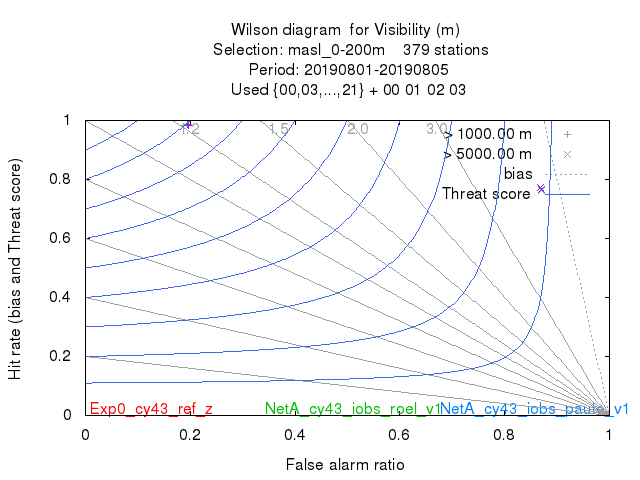 Wilson diagram for Visibility (m)
Selection: masl_0-200m 379 stations
Period: 20190801-20190805
Used {00,03,...,21} + 00 01 02 03
Hit rate (bias and Threat score)
1
0.8
0.6
0.4
0.2
0
1.2
1.5
2.0
3.0
> 1000.00 m
> 5000.00 m
bias
Threat score
Exp0_cy43_ref_z NetA_cy43_iobs_roel_v1 NetA_cy43_iobs_paulo_v1
0 0.2 0.4 0.6 0.8 1
False alarm ratio